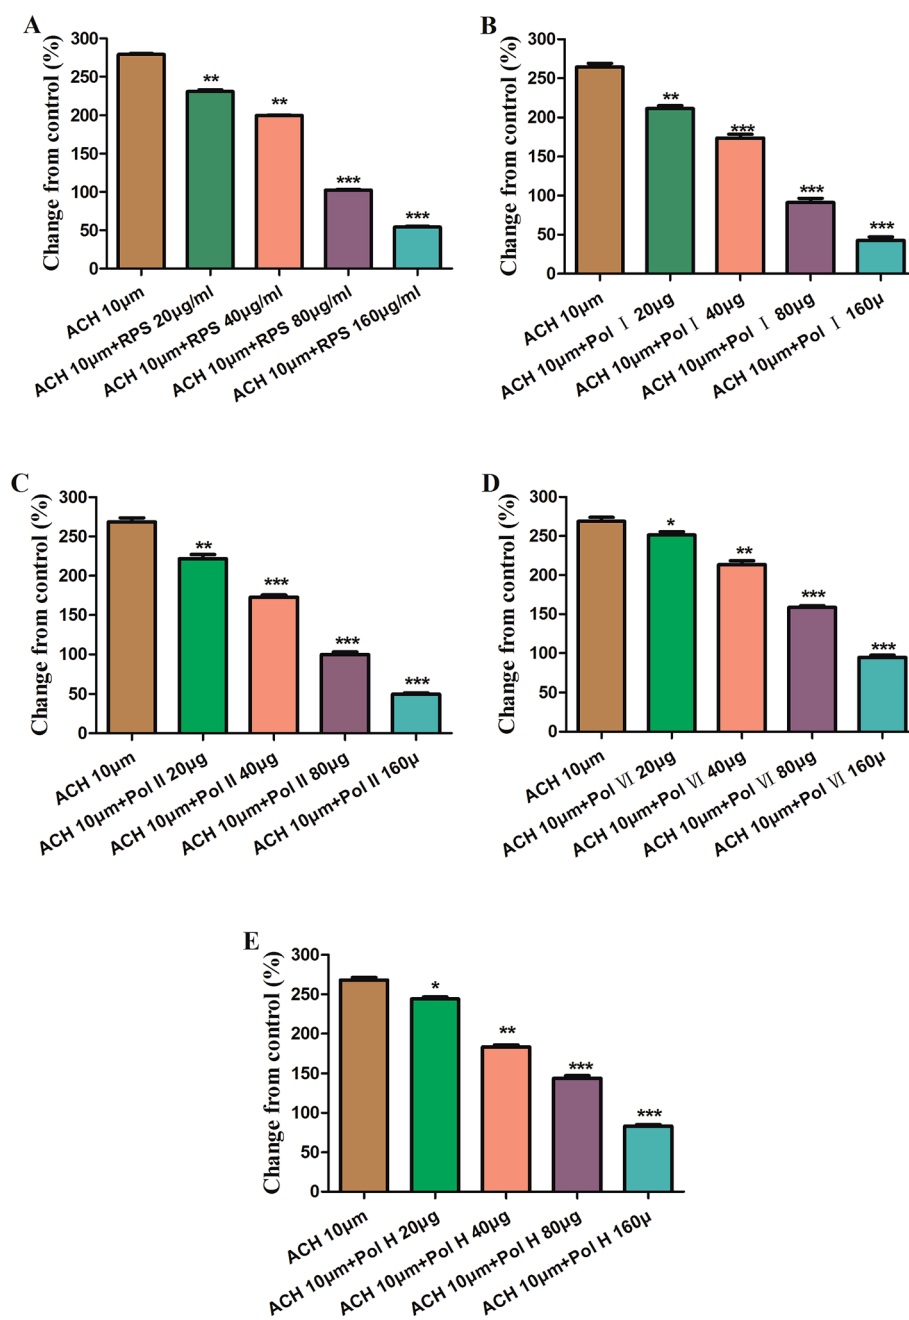 A
Change from control (%)
300
250
200
150
100
50
0
**
**
***
***
ACH 10µm
ACH 10µm+RPS 20µg/ml
ACH 10µm+RPS 40µg/ml
ACH 10µm+RPS 80µg/ml
ACH 10µm+RPS 160µg/ml
B
Change from control (%)
300
250
200
150
100
50
0
**
***
***
***
ACH 10µm
ACH 10µm+Pol Ⅰ 20µg
ACH 10µm+Pol Ⅰ 40µg
ACH 10µm+Pol Ⅰ 80µg
ACH 10µm+Pol Ⅰ 160µ
C
Change from control (%)
300
250
200
150
100
50
0
**
***
***
***
ACH 10µm
ACH 10µm+Pol II 20µg
ACH 10µm+Pol II 40µg
ACH 10µm+Pol II 80µg
ACH 10µm+Pol II 160µ
D
Change from control (%)
300
250
200
150
100
50
0
*
**
***
***
ACH 10µm
ACH 10µm+Pol Ⅵ 20µg
ACH 10µm+Pol Ⅵ 40µg
ACH 10µm+Pol Ⅵ 80µg
ACH 10µm+Pol Ⅵ 160µ
E
Change from control (%)
300
250
200
150
100
50
0
*
**
***
***
ACH 10µm
ACH 10µm+Pol H 20µg
ACH 10µm+Pol H 40µg
ACH 10µm+Pol H 80µg
ACH 10µm+Pol H 160µ